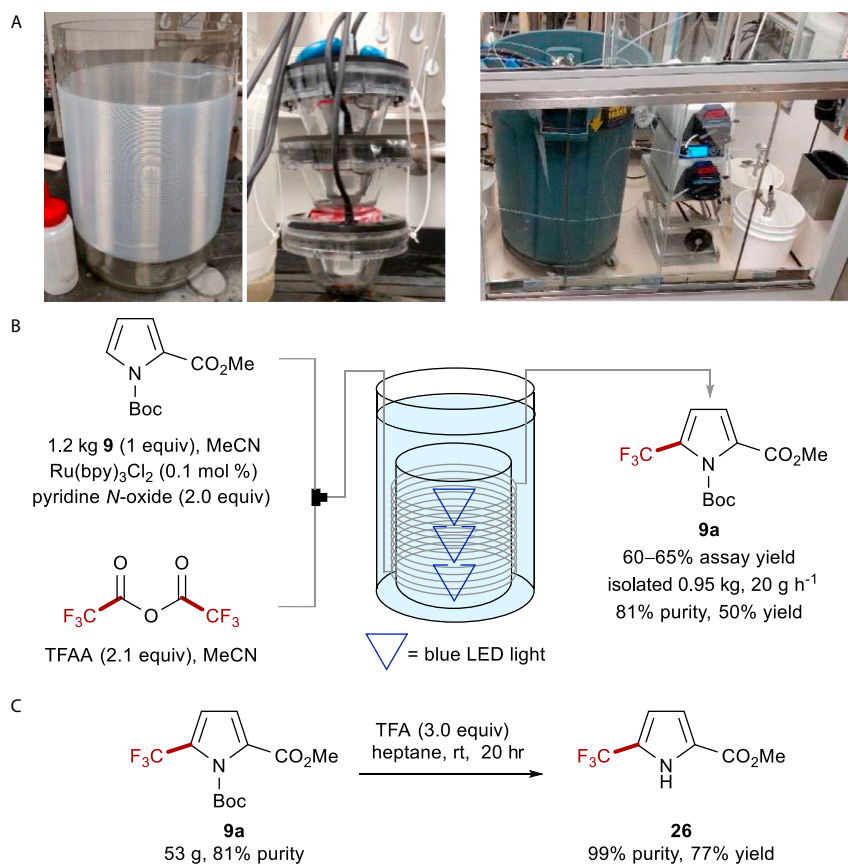 A
B
CO₂Me
N
Boc
1.2 kg 9 (1 equiv), MeCN
Ru(bpy)₃Cl₂ (0.1 mol %)
pyridine N-oxide (2.0 equiv)
O O
F₃C O CF₃
TFAA (2.1 equiv), MeCN
= blue LED light
F₃C N CO₂Me
Boc
9a
60–65% assay yield
isolated 0.95 kg, 20 g h⁻¹
81% purity, 50% yield
C
F₃C N CO₂Me
Boc
9a
53 g, 81% purity
TFA (3.0 equiv)
heptane, rt, 20 hr
F₃C N CO₂Me
H
26
99% purity, 77% yield